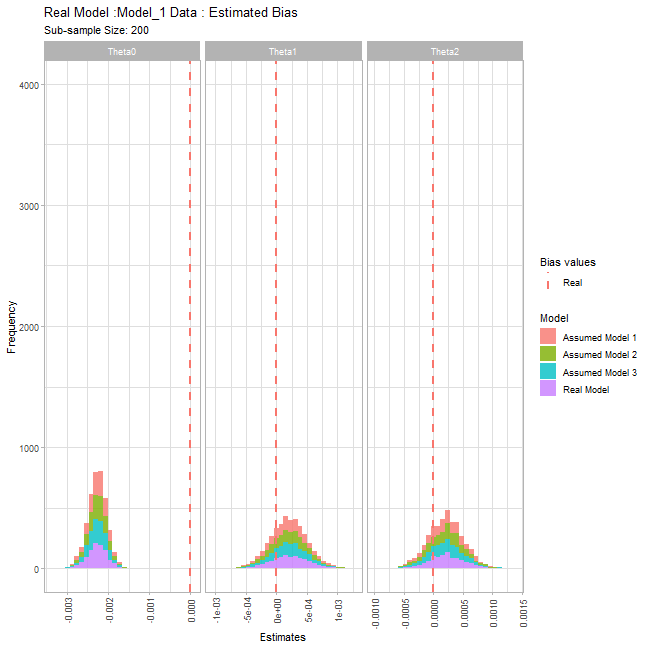 Real Model :Model_1 Data : Estimated Bias
Sub-sample Size: 200
Theta0
Theta1
Theta2
Frequency
4000
3000
2000
1000
0
-0.003
-0.002
-0.001
0.000
-1e-03
-5e-04
0e+00
5e-04
1e-03
-0.0010
-0.0005
0.0000
0.0005
0.0010
0.0015
Estimates
Bias values
Real
Model
Assumed Model 1
Assumed Model 2
Assumed Model 3
Real Model